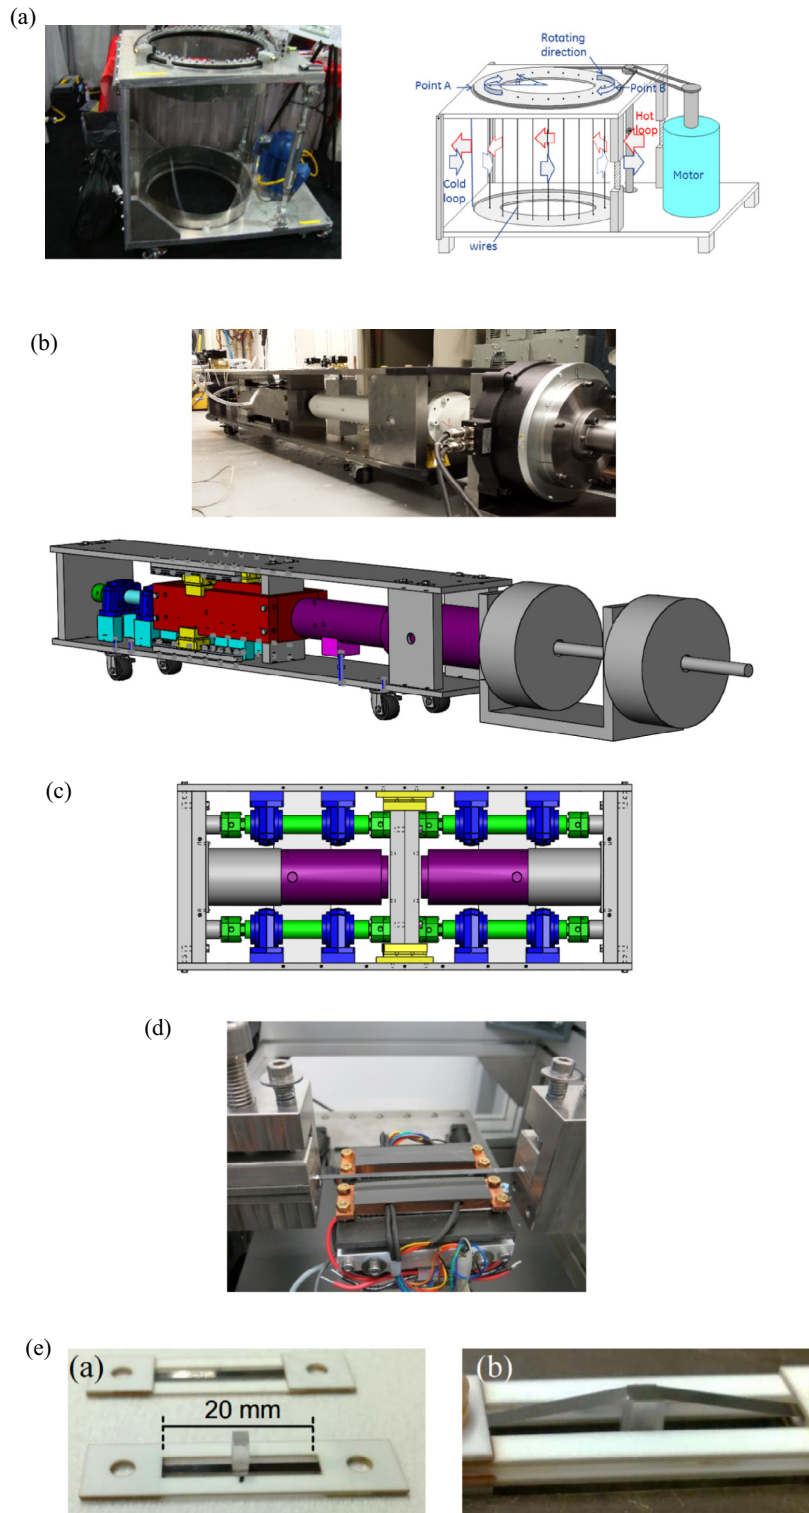 (a)
Rotating
direction
Point A
R
Point B
Hot
loop
Motor
Cold
loop
wires
(b)
(c)
(d)
(e)
(a)
20 mm
(b)